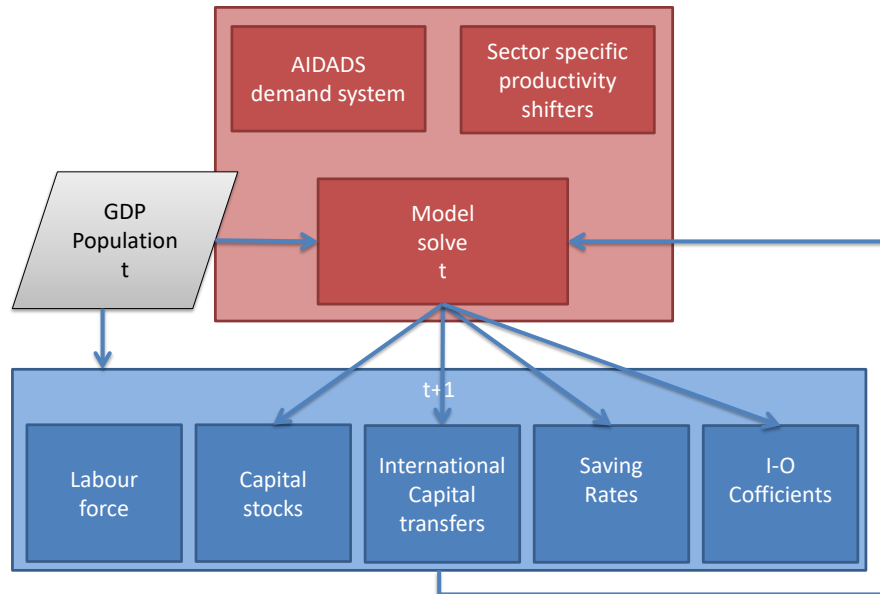 AIDADS
demand system
Sector specific
productivity
shifters
GDP
Population
t
Model
solve
t
t+1
Labour
force
Capital
stocks
International
Capital
transfers
Saving
Rates
I-O
Cofficients